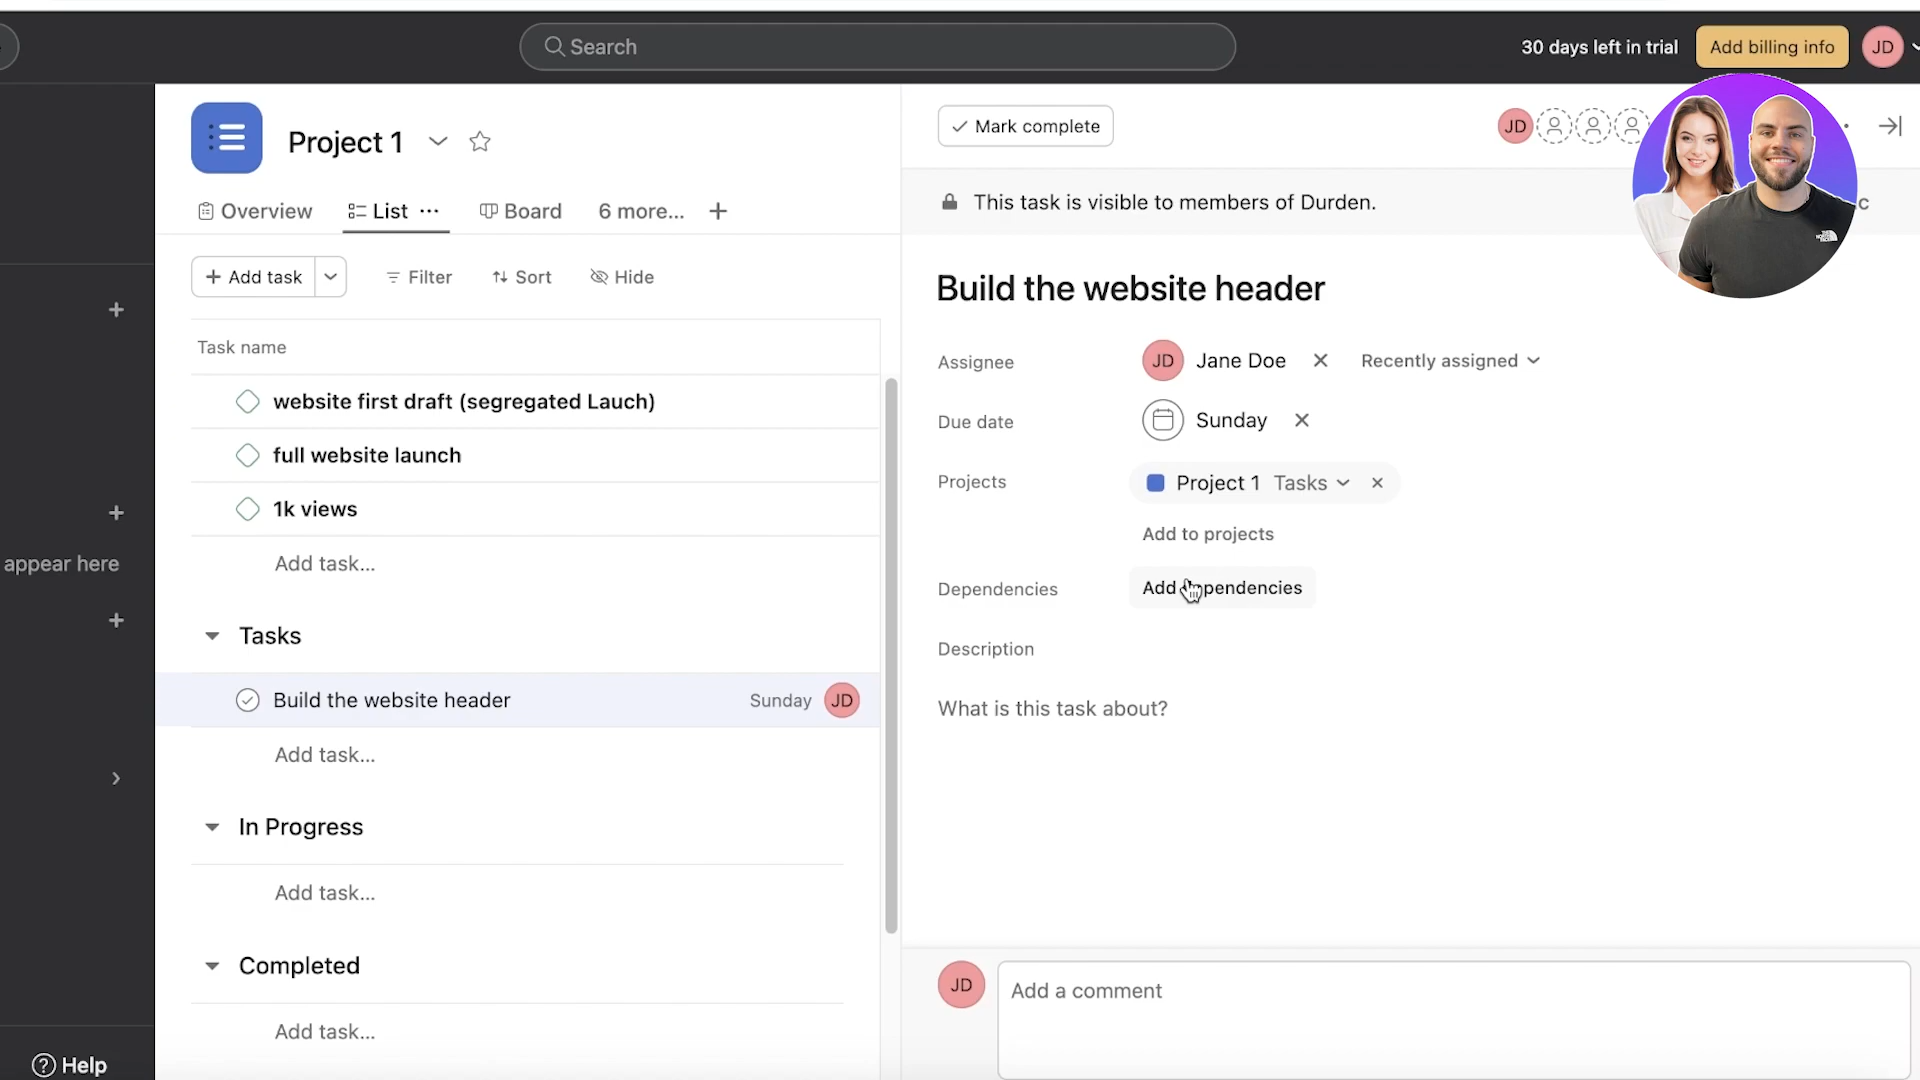 Search
30 days left in trial
Add billing info
JD
Project 1
Overview
List
Board
6 more...
Add task
Filter
Sort
Hide
Task name
website first draft (segregated Lauch)
full website launch
1k views
Add task...
Tasks
Build the website header
Sunday
JD
Add task...
In Progress
Add task...
Completed
Add task...
appear here
Help
Mark complete
JD
This task is visible to members of Durden.
Build the website header
Assignee
JD
Jane Doe
Recently assigned
Due date
Sunday
Projects
Project 1 Tasks
Add to projects
Dependencies
Add
Description
What is this task about?
JD
Add a comment